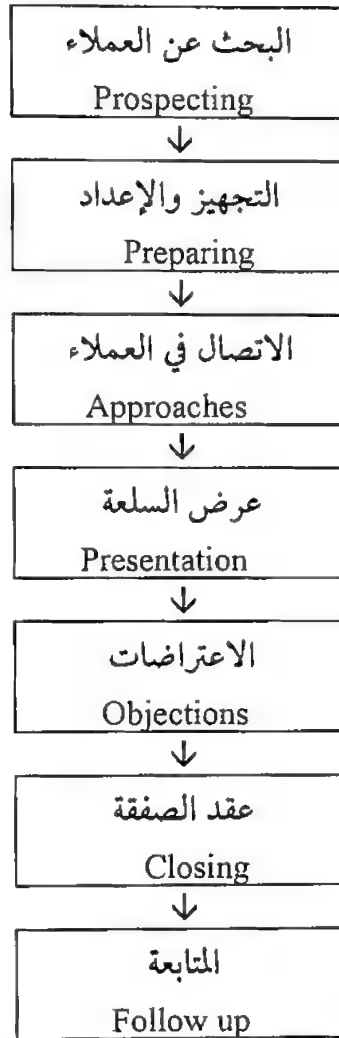 البحث عن العملاء
Prospecting
التجهيز والإعداد
Preparing
الاتصال في العملاء
Approaches
عرض السلعة
Presentation
الاعتراضات
Objections
عقد الصفقة
Closing
المتابعة
Follow up